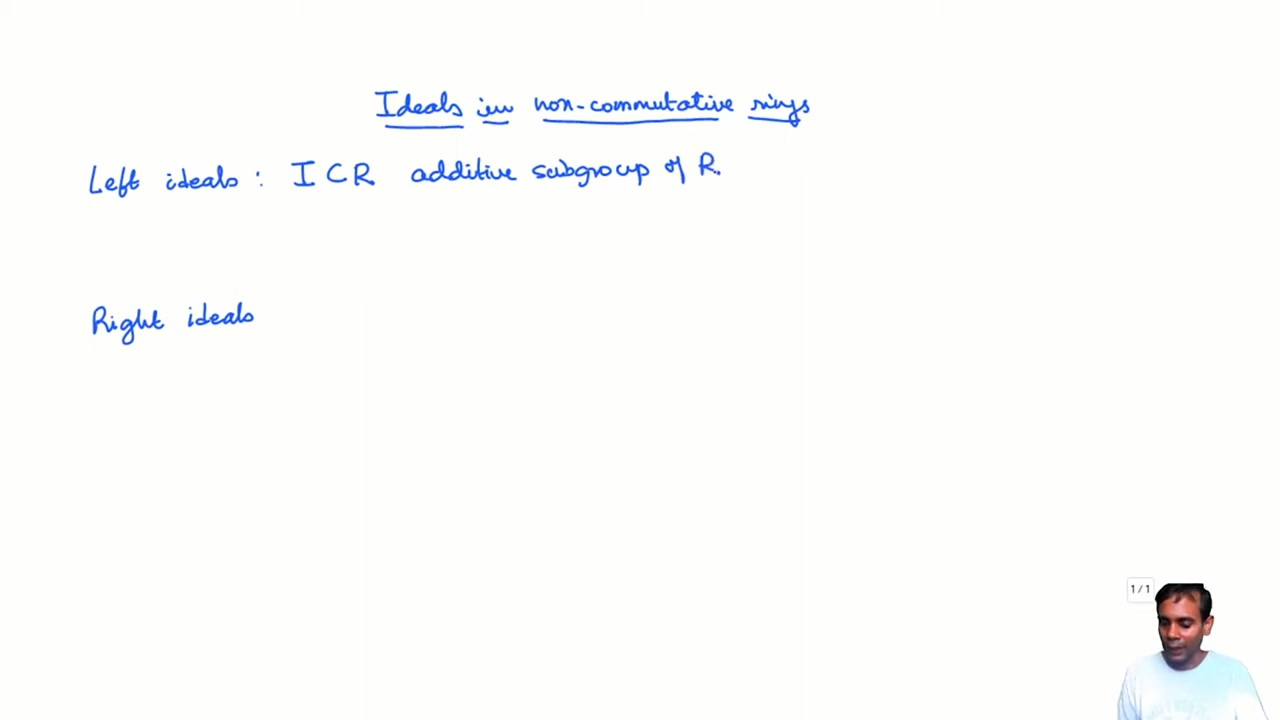 Ideals in non-commutative rings
Left ideals : I ⊂ R additive subgroup of R.
Right ideals
1 / 1